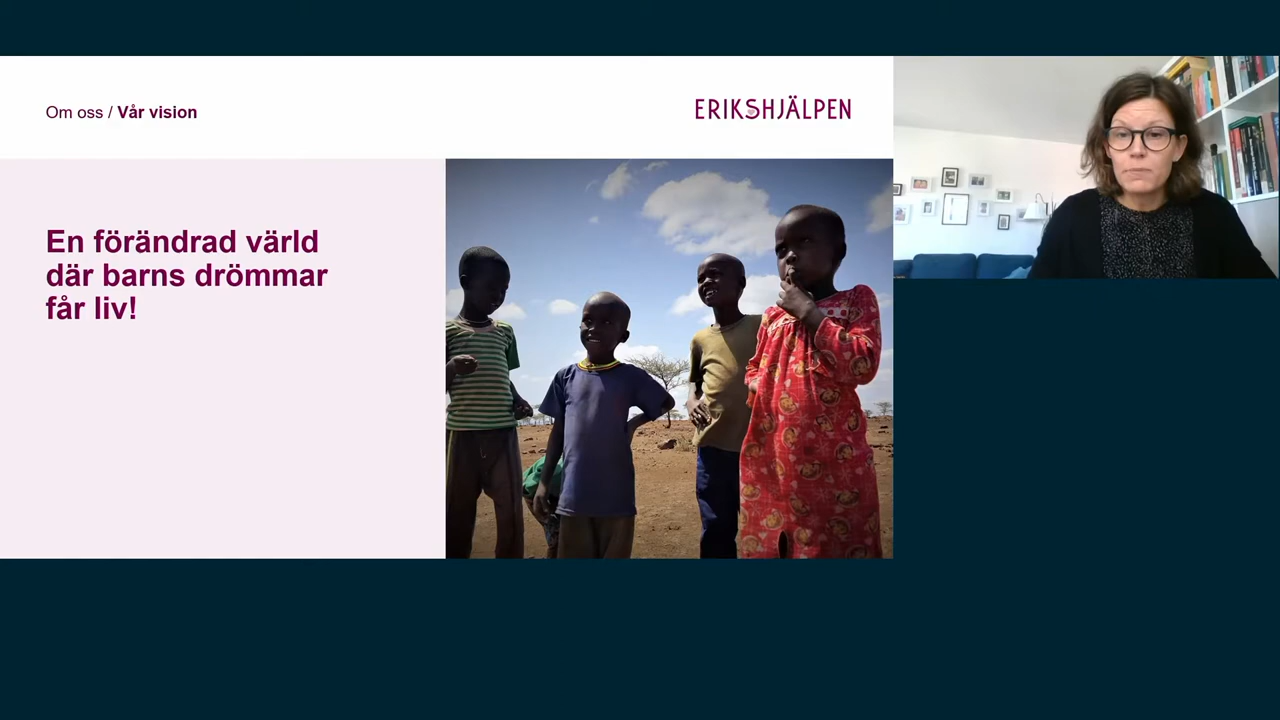 Om oss / Vår vision
ERIKSHJÄLPEN
En förändrad värld
där barns drömmar
får liv!